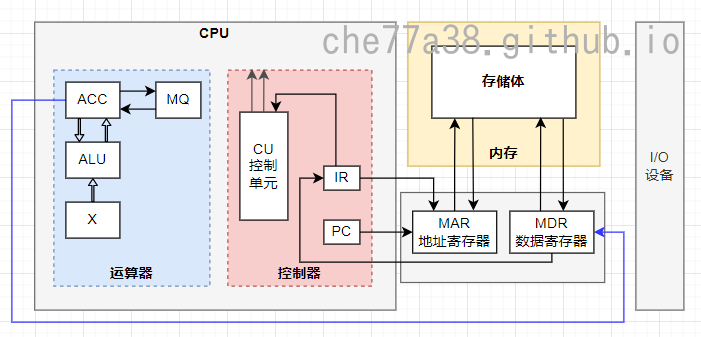 CPU
che77a38.github.io
ACC
MQ
ALU
X
运算器
CU
控制
单元
IR
PC
控制器
存储体
内存
MAR
地址寄存器
MDR
数据寄存器
I/O
设备